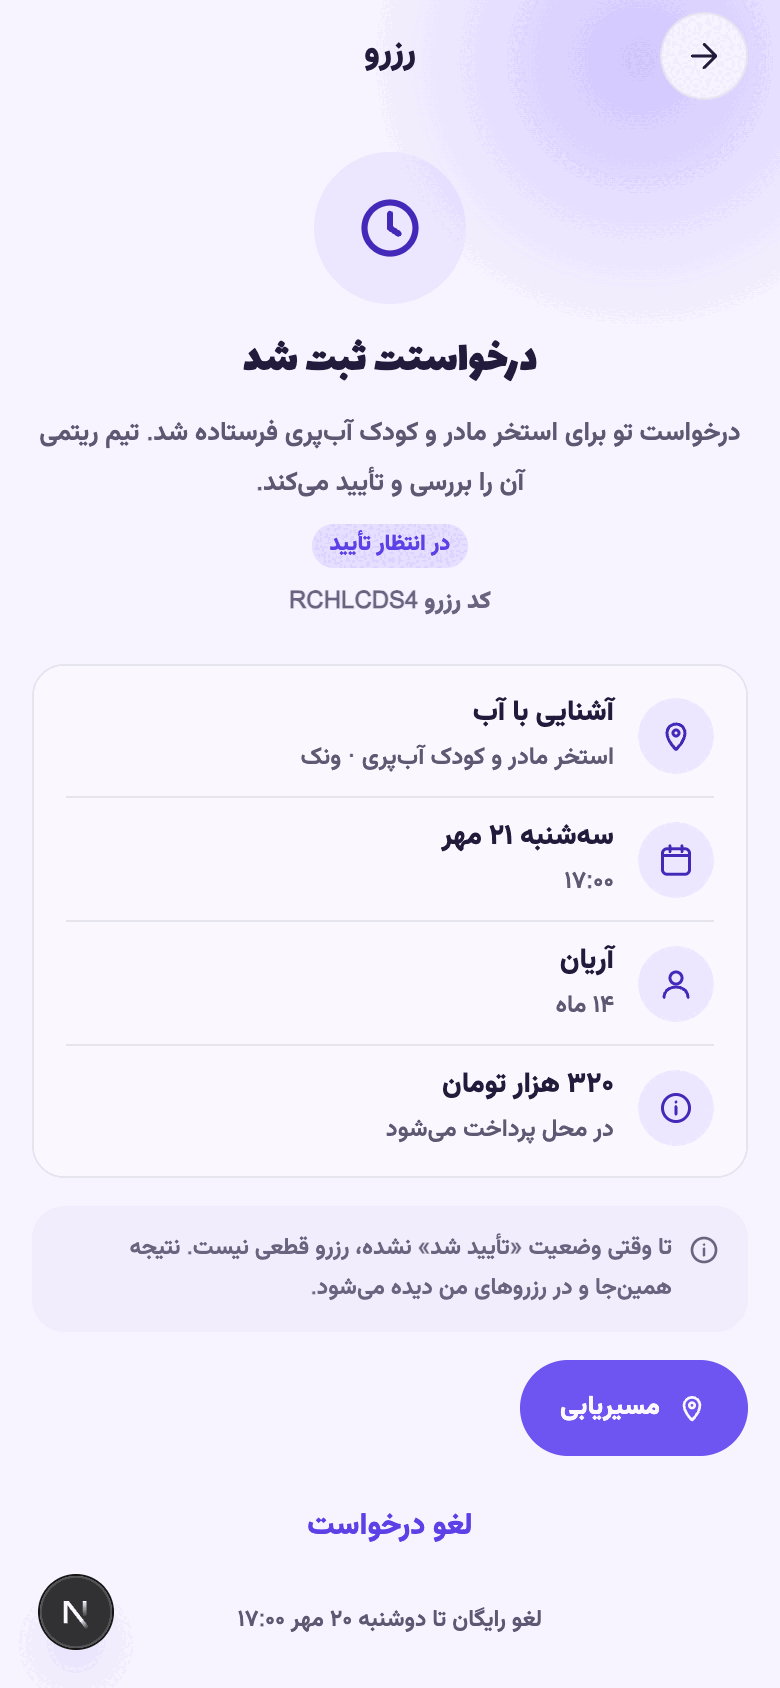 رزرو
درخواستت ثبت شد
درخواست تو برای استخر مادر و کودک آب‌پری فرستاده شد. تیم ریتمی
آن را بررسی و تأیید می‌کند.
در انتظار تأیید
کد رزرو RCHLCDS4
آشنایی با آب
استخر مادر و کودک آب‌پری · ونک
سه‌شنبه ۲۱ مهر
۱۷:۰۰
آریان
۱۴ ماه
۳۲۰ هزار تومان
در محل پرداخت می‌شود
تا وقتی وضعیت «تأیید شد» نشده، رزرو قطعی نیست. نتیجه
همین‌جا و در رزروهای من دیده می‌شود.
مسیریابی
لغو درخواست
لغو رایگان تا دوشنبه ۲۰ مهر ۱۷:۰۰
N